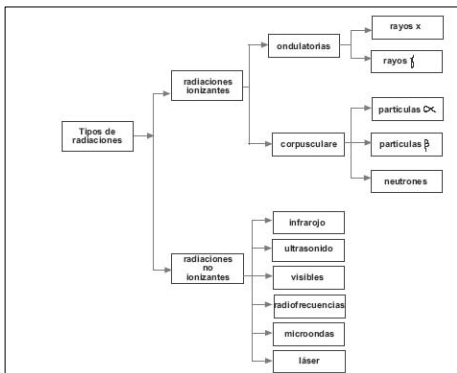 Tipos de
radiaciones
radiaciones
ionizantes
ondulatorias
rayos x
rayos ɣ
corpusculare
partículas α
partículas β
neutrones
radiaciones
no
ionizantes
infrarojo
ultrasonido
visibles
radiofrecuencias
microondas
láser